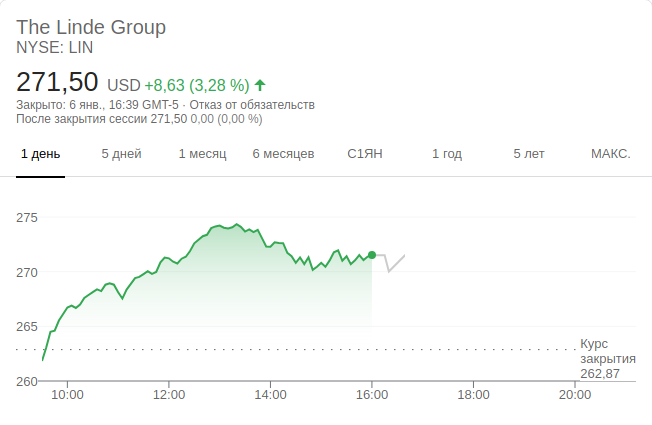 The Linde Group
NYSE: LIN
271,50 USD +8,63 (3,28 %)
Закрыто: 6 янв., 16:39 GMT-5 · Отказ от обязательств
После закрытия сессии 271,50 0,00 (0,00 %)
1 день 5 дней 1 месяц 6 месяцев С1ЯН 1 год 5 лет МАКС.
275
270
265
Курс
закрытия
262,87
260
10:00 12:00 14:00 16:00 18:00 20:00